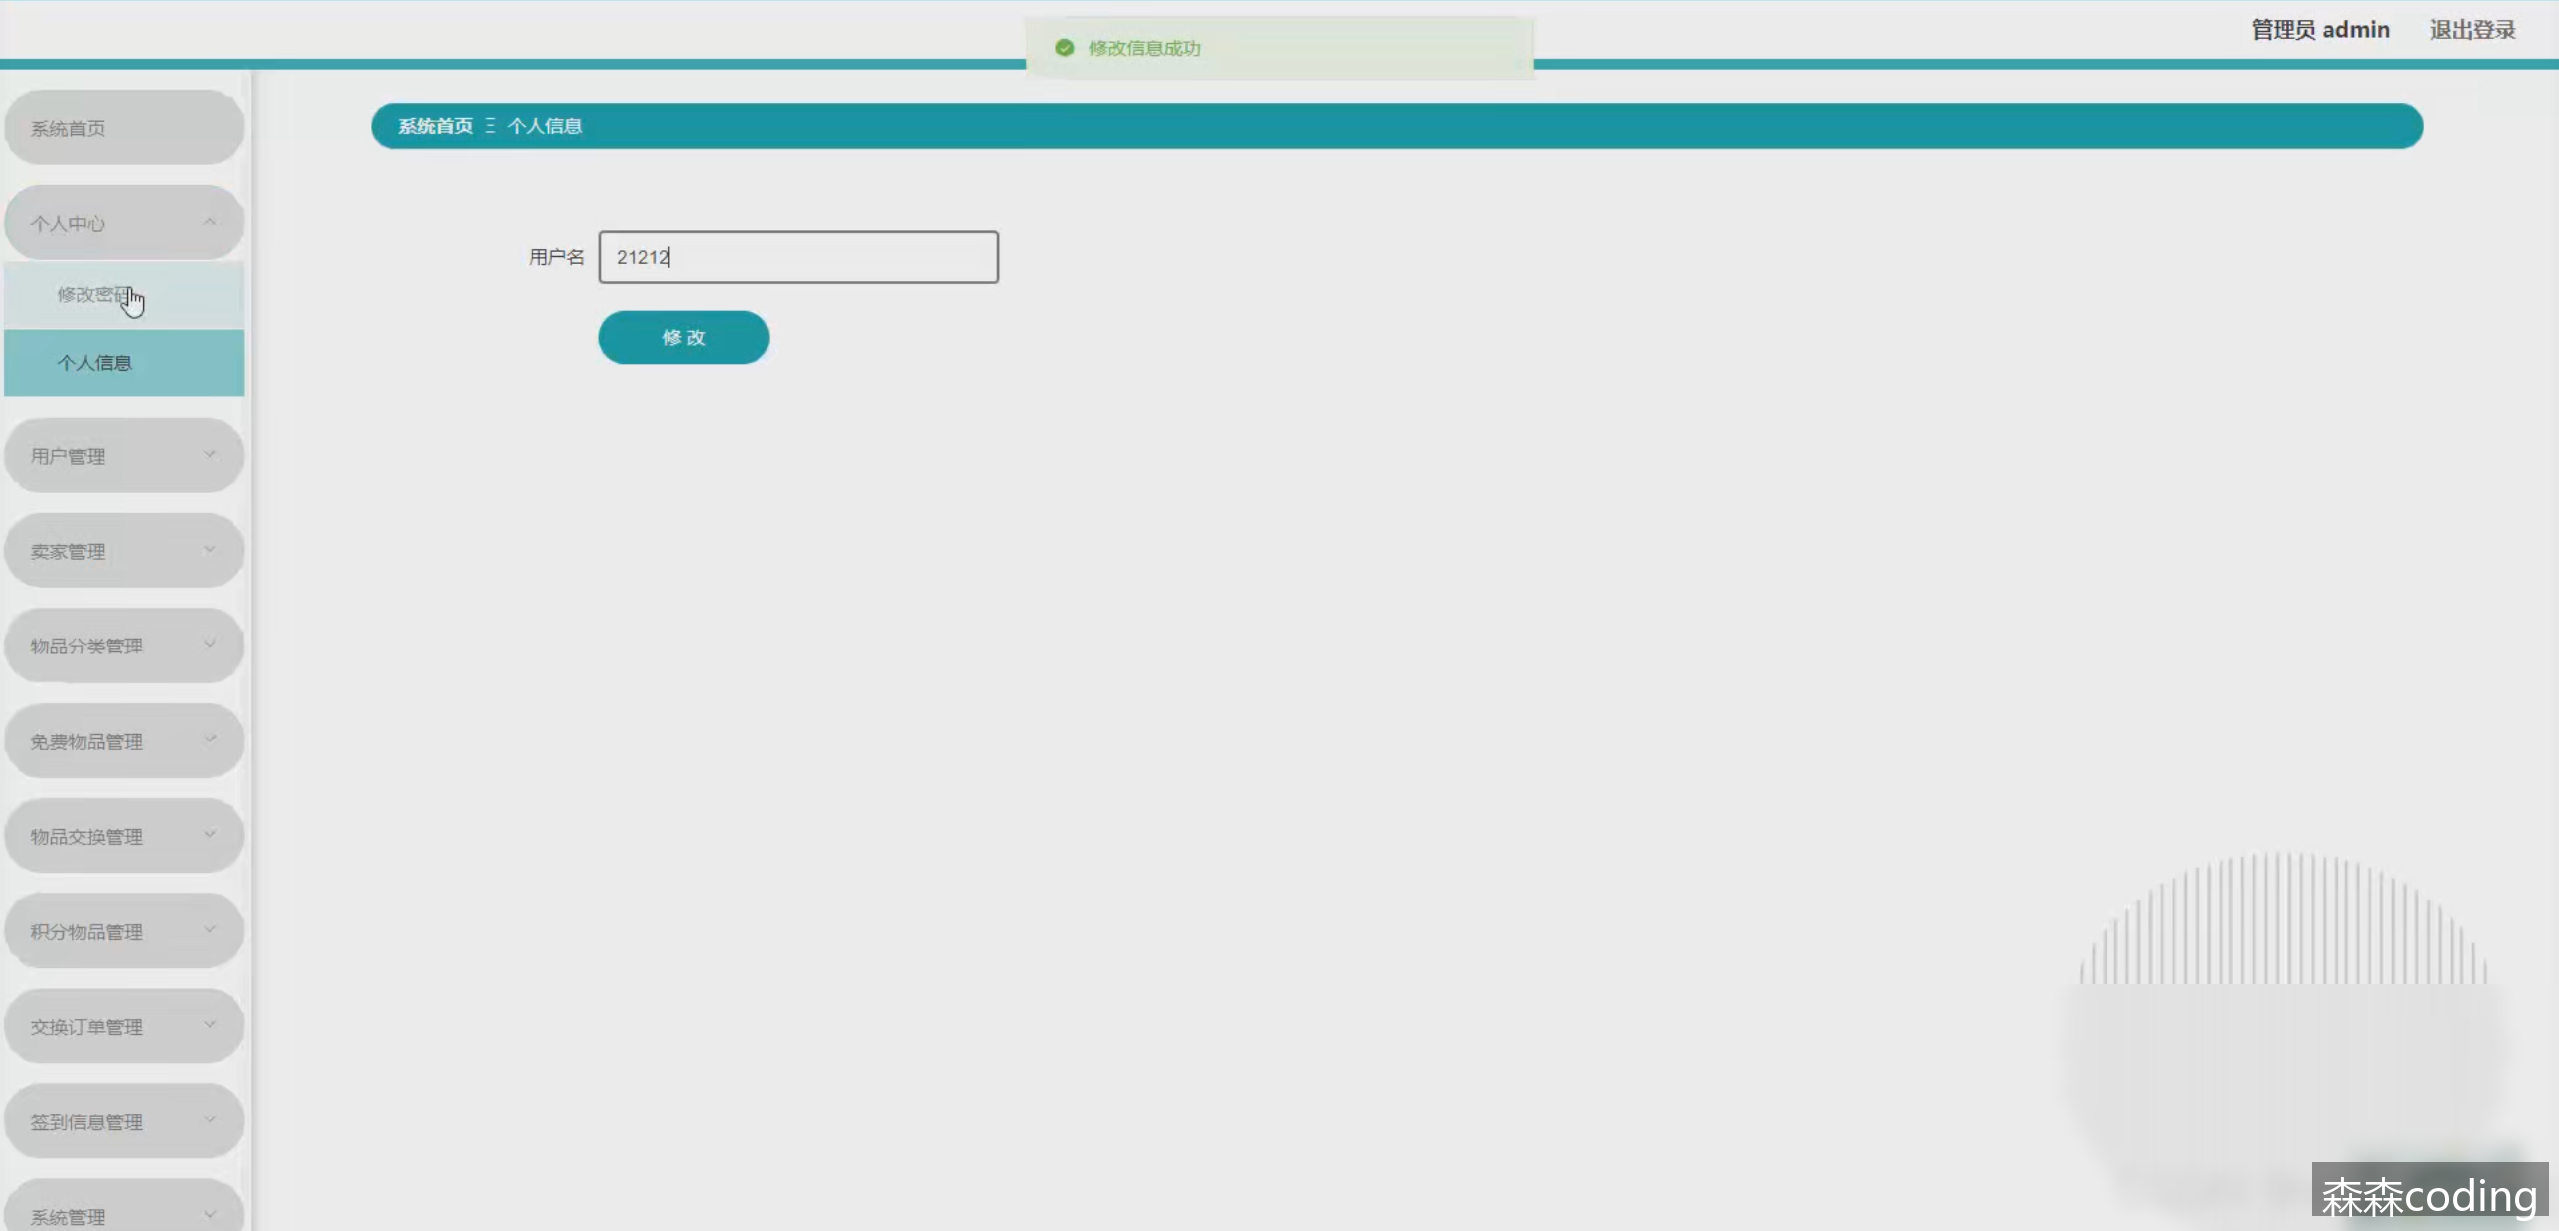 管理员 admin 退出登录
修改信息成功
系统首页 个人信息
系统首页
个人中心
修改密码
个人信息
用户管理
卖家管理
物品分类管理
免费物品管理
物品交换管理
积分物品管理
交换订单管理
签到信息管理
系统管理
用户名 21212
修 改
森森coding